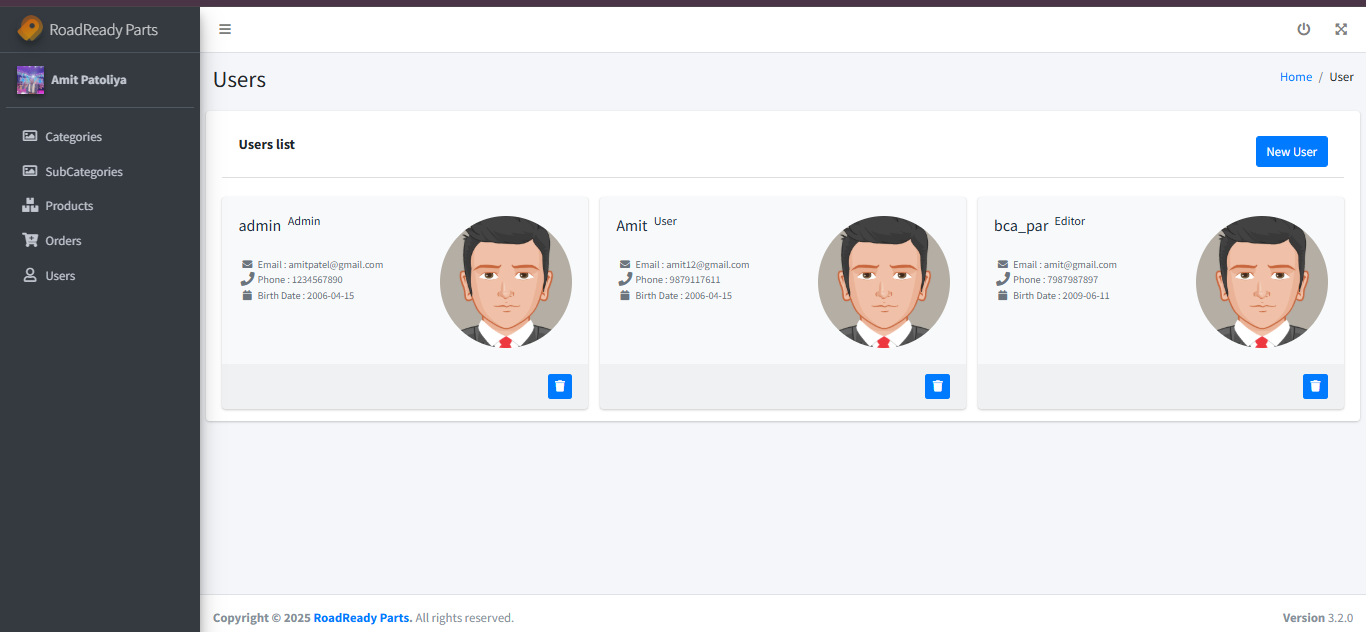 RoadReady Parts
Amit Patoliya
Categories
SubCategories
Products
Orders
Users
Users
Home / User
Users list
New User
admin Admin
Email : amitpatel@gmail.com
Phone : 1234567890
Birth Date : 2006-04-15
Amit User
Email : amit12@gmail.com
Phone : 9879117611
Birth Date : 2006-04-15
bca_par Editor
Email : amit@gmail.com
Phone : 7987987897
Birth Date : 2009-06-11
Copyright © 2025 RoadReady Parts. All rights reserved.
Version 3.2.0